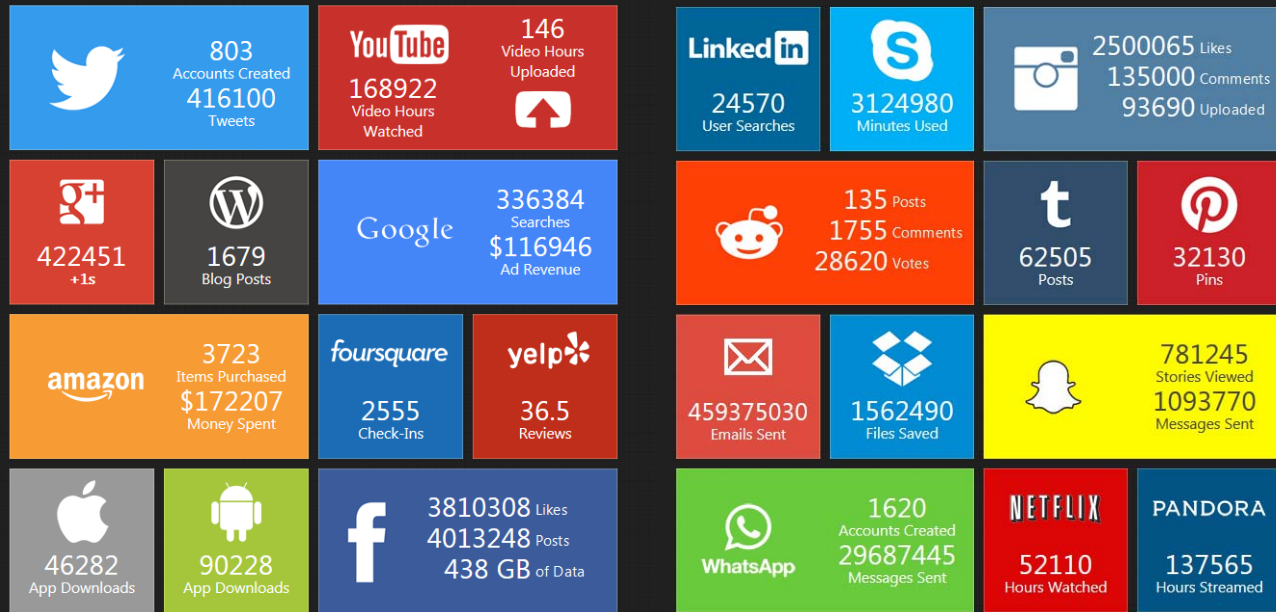 803
Accounts Created
416100
Tweets
YouTube
168922
Video Hours
Watched
146
Video Hours
Uploaded
LinkedIn
24570
User Searches
S
3124980
Minutes Used
2500065 Likes
135000 Comments
93690 Uploaded
g+
422451
+1s
W
1679
Blog Posts
Google
336384
Searches
$116946
Ad Revenue
135 Posts
1755 Comments
28620 Votes
t
62505
Posts
P
32130
Pins
amazon
3723
Items Purchased
$172207
Money Spent
foursquare
2555
Check-Ins
yelp
36.5
Reviews
459375030
Emails Sent
1562490
Files Saved
781245
Stories Viewed
1093770
Messages Sent
46282
App Downloads
90228
App Downloads
f
3810308 Likes
4013248 Posts
438 GB of Data
WhatsApp
1620
Accounts Created
29687445
Messages Sent
NETFLIX
52110
Hours Watched
PANDORA
137565
Hours Streamed